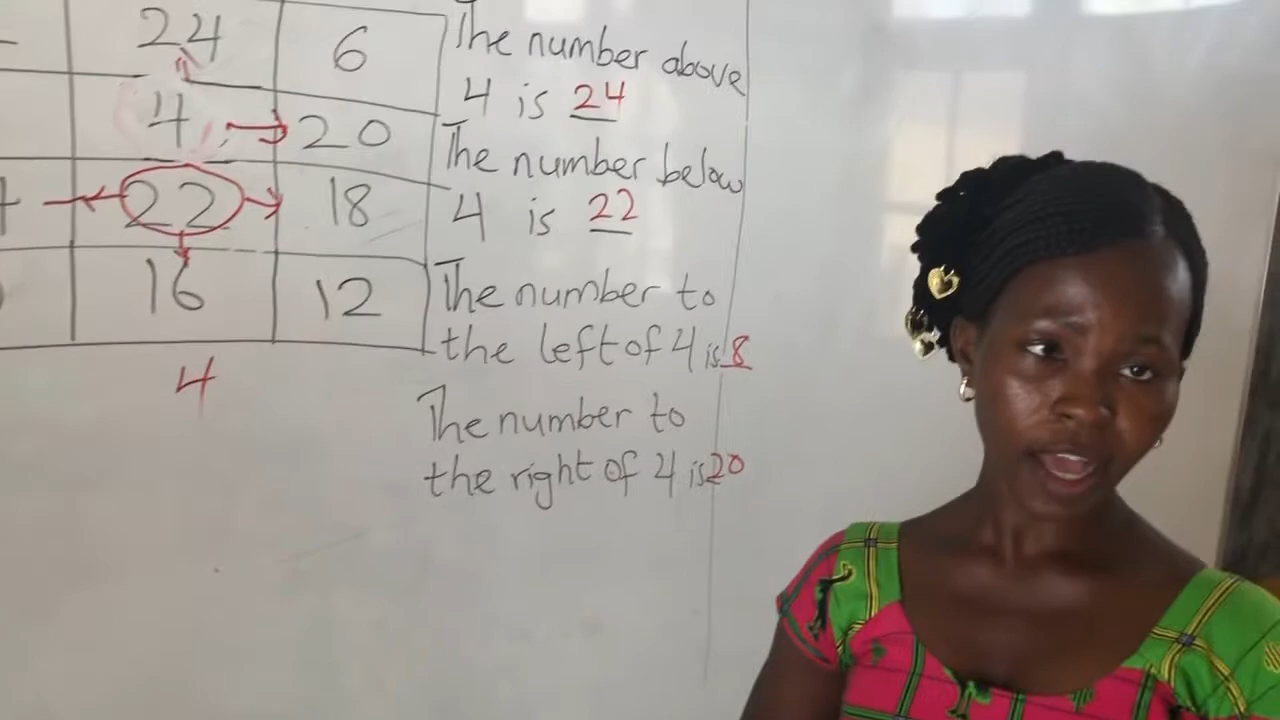 24 6
4 20
22 18
16 12
4
The number above
4 is 24
The number below
4 is 22
The number to
the left of 4 is 8
The number to
the right of 4 is 20